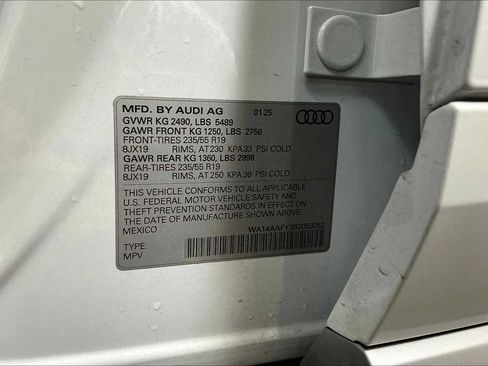 MFD. BY AUDI AG 01 25
GVWR KG 2490, LBS 5489
GAWR FRONT KG 1250, LBS 2756
FRONT-TIRES 235/55 R19
8JX19 RIMS, AT 230 KPA 33 PSI COLD
GAWR REAR KG 1360, LBS 2998
REAR-TIRES 235/55 R19
8JX19 RIMS, AT 250 KPA 36 PSI COLD
THIS VEHICLE CONFORMS TO ALL APPLICABLE
U.S. FEDERAL MOTOR VEHICLE SAFETY AND
THEFT PREVENTION STANDARDS IN EFFECT ON
THE DATE OF MANUFACTURE SHOWN ABOVE.
MEXICO WA14AAFY3S2053052
TYPE:
MPV